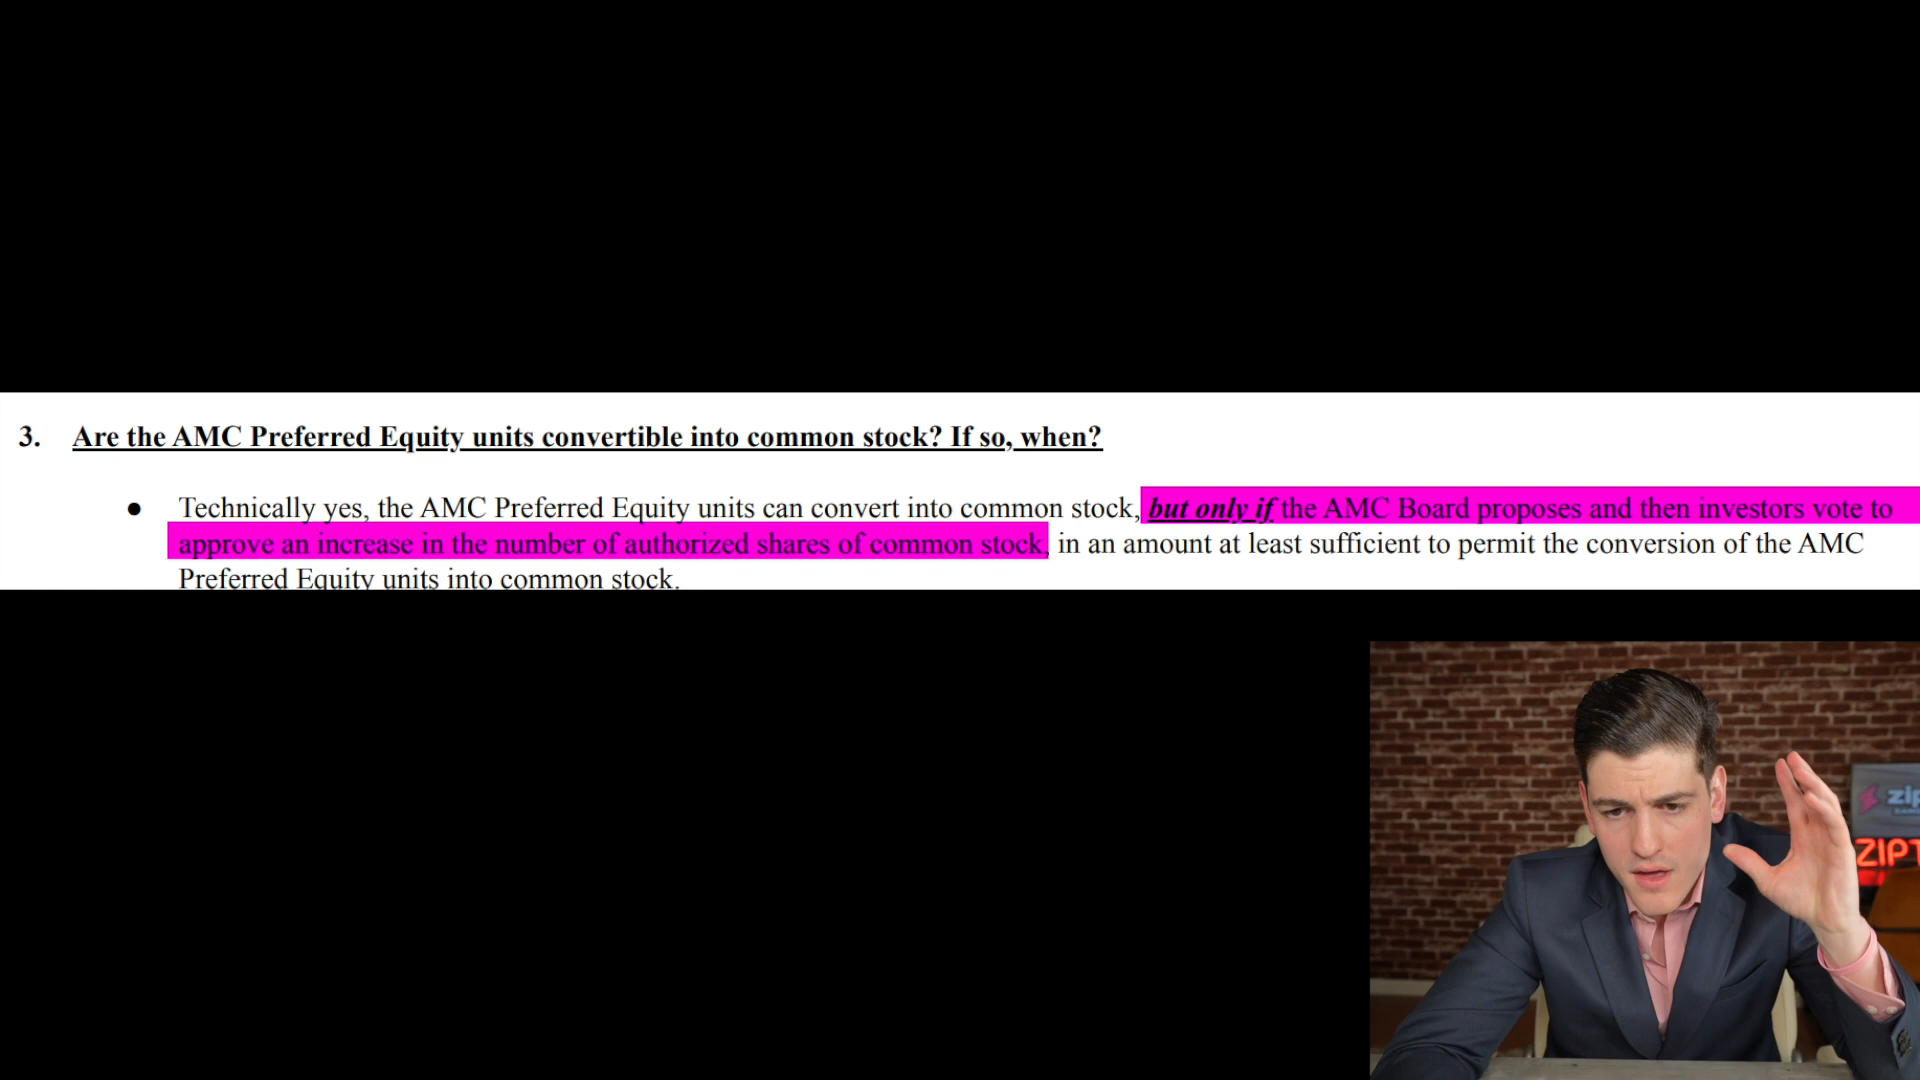 3. Are the AMC Preferred Equity units convertible into common stock? If so, when?
● Technically yes, the AMC Preferred Equity units can convert into common stock, but only if the AMC Board proposes and then investors vote to
approve an increase in the number of authorized shares of common stock, in an amount at least sufficient to permit the conversion of the AMC
Preferred Equity units into common stock.
zip
ZIPT